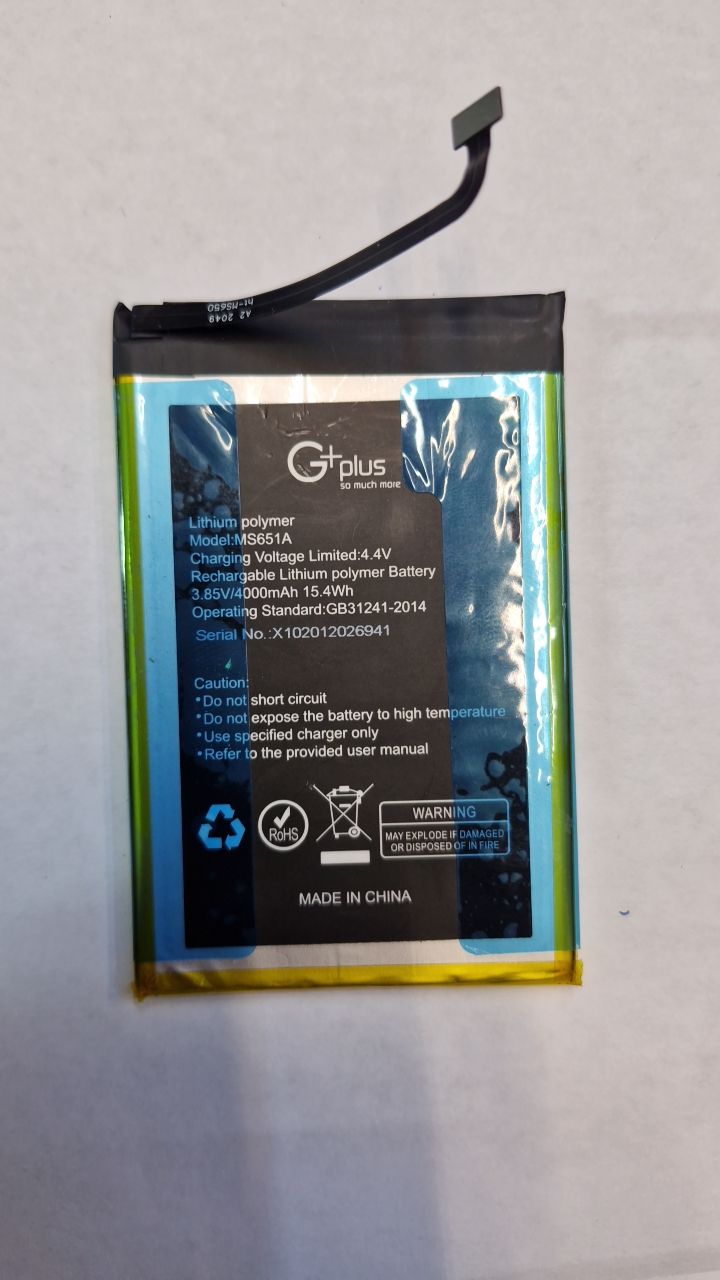 ht-MS650
A2 2049
G+plus
so much more
Lithium polymer
Model:MS651A
Charging Voltage Limited:4.4V
Rechargable Lithium polymer Battery
3.85V/4000mAh 15.4Wh
Operating Standard:GB31241-2014
Serial No.:X102012026941
Caution:
•Do not short circuit
•Do not expose the battery to high temperature
•Use specified charger only
•Refer to the provided user manual
RoHS
WARNING
MAY EXPLODE IF DAMAGED
OR DISPOSED OF IN FIRE
MADE IN CHINA